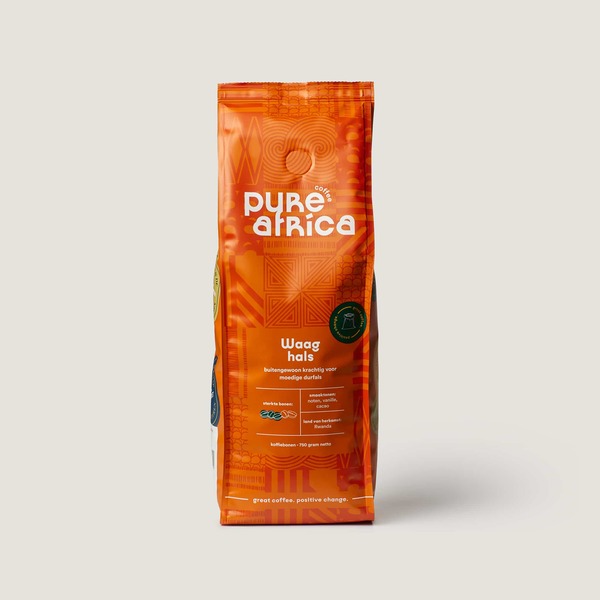 coffee
pure
africa
Waag
hals
buitengewoon krachtig voor
moedige durfals
sterkte bonen:
smaaktonen:
noten, vanille,
cacao
land van herkomst:
Rwanda
koffiebonen • 750 gram netto
great coffee. positive change.